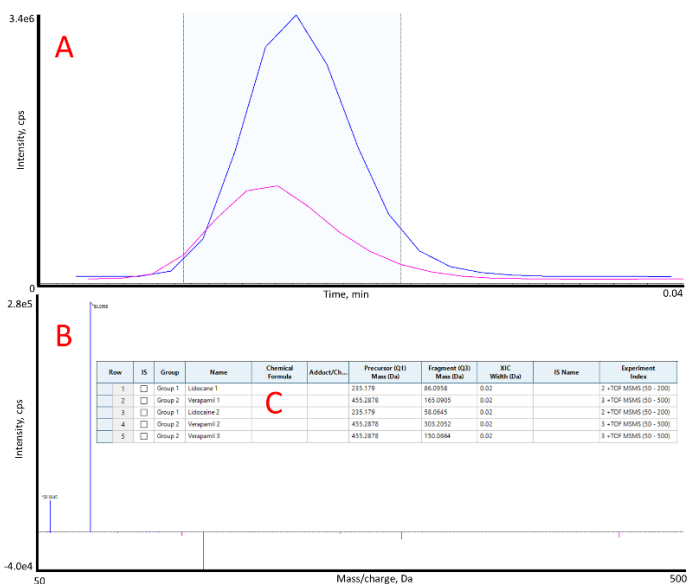 3.4e6
A
Intensity, cps
0
Time, min
0.04
2.8e5
B
Intensity, cps
Row IS Group Name Chemical Formula Adduct/Ch... Precursor (Q1) Mass (Da) Fragment (Q3) Mass (Da) XIC Width (Da) IS Name Experiment Index
1 Group 1 Lidocane 1 235.179 86.0958 0.02 2 +TOF MSMS (50 - 200)
2 Group 2 Verapamil 1 455.2878 165.0905 0.02 3 +TOF MSMS (50 - 500)
3 Group 1 Lidocaine 2 235.179 58.0645 0.02 2 +TOF MSMS (50 - 200)
4 Group 2 Verapamil 2 455.2878 303.2052 0.02 3 +TOF MSMS (50 - 500)
5 Group 2 Verapamil 3 455.2878 150.0664 0.02 3 +TOF MSMS (50 - 500)
C
-4.0e4
50
Mass/charge, Da
500